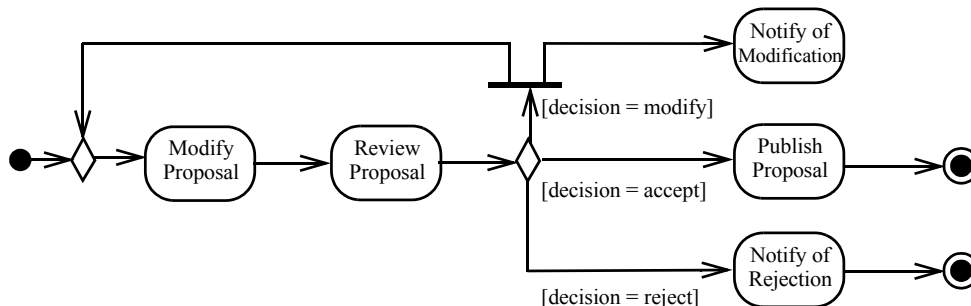 Notify of
Modification
[decision = modify]
Modify
Proposal
Review
Proposal
Publish
Proposal
[decision = accept]
Notify of
Rejection
[decision = reject]